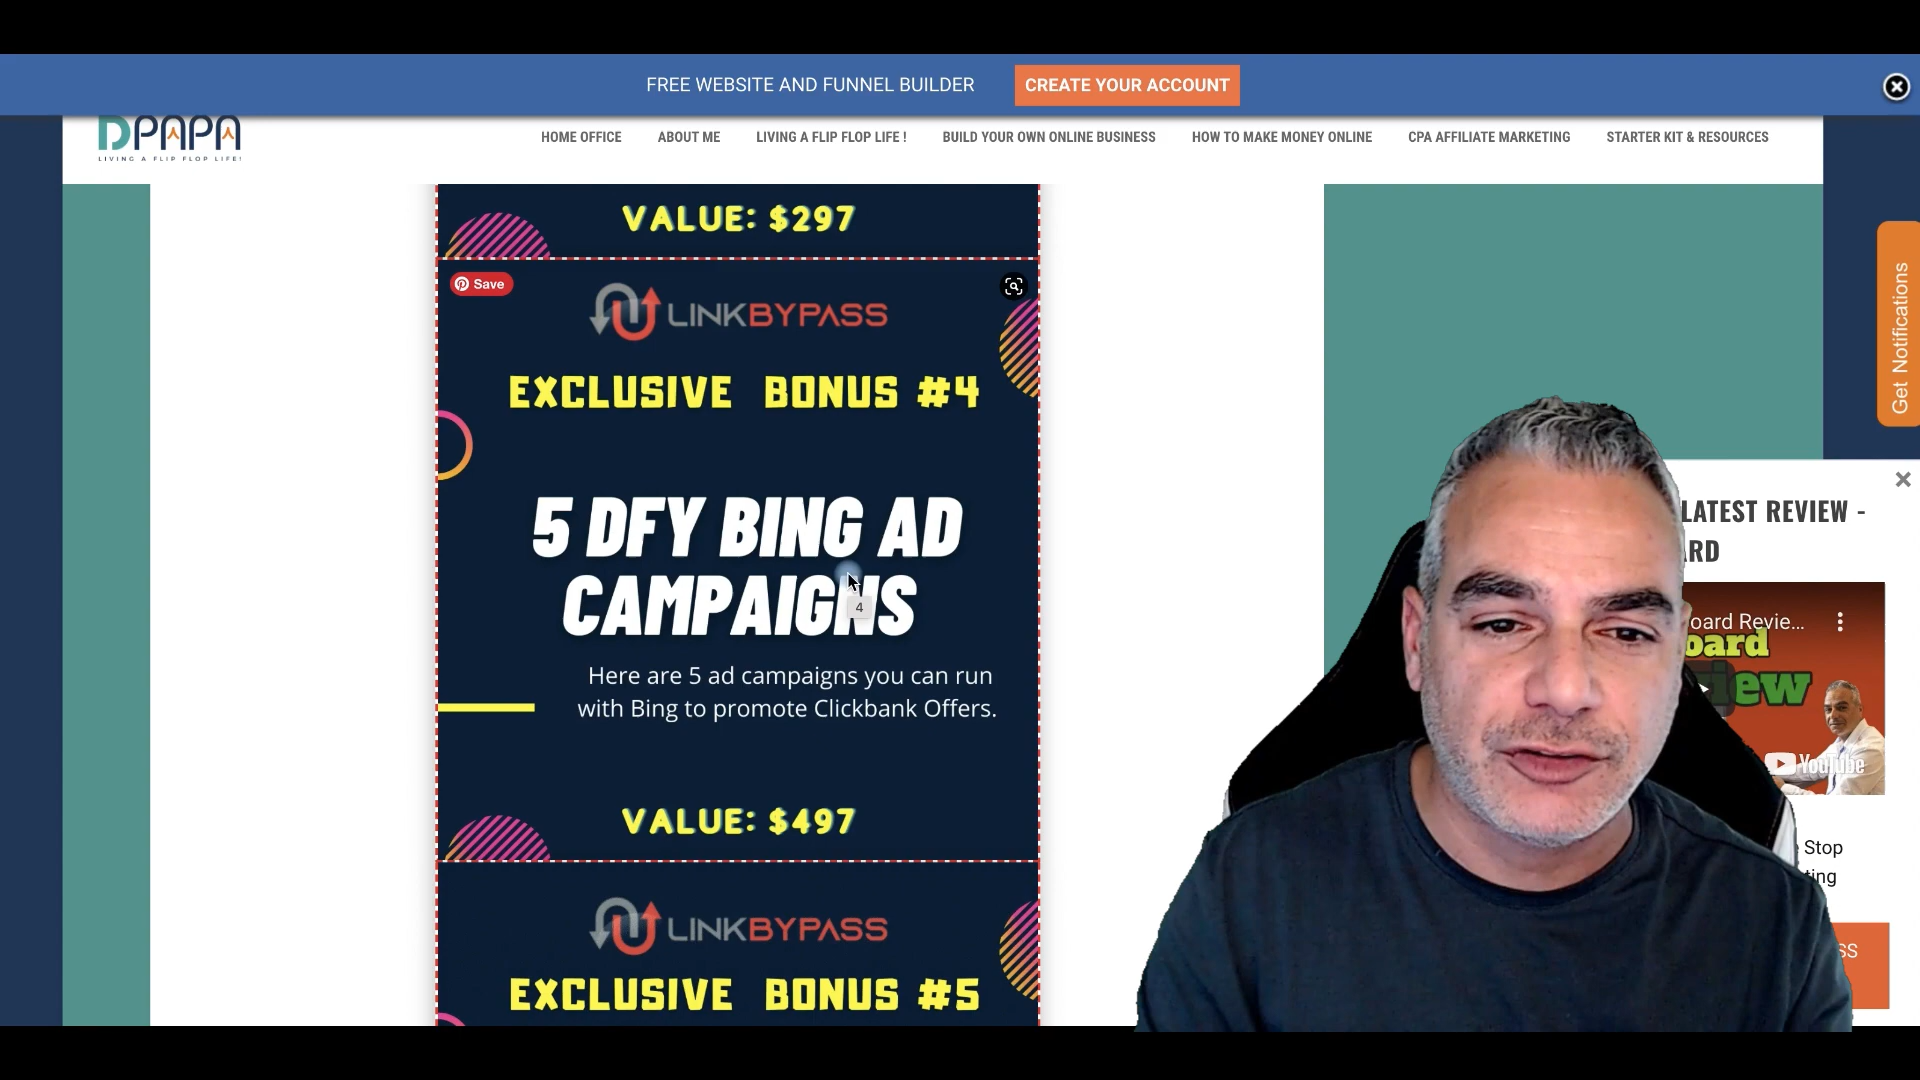 FREE WEBSITE AND FUNNEL BUILDER
CREATE YOUR ACCOUNT
DPAPA
LIVING A FLIP FLOP LIFE!
HOME OFFICE
ABOUT ME
LIVING A FLIP FLOP LIFE !
BUILD YOUR OWN ONLINE BUSINESS
HOW TO MAKE MONEY ONLINE
CPA AFFILIATE MARKETING
STARTER KIT & RESOURCES
VALUE: $297
Save
LINKBYPASS
EXCLUSIVE BONUS #4
5 DFY BING AD
CAMPAIGNS
4
Here are 5 ad campaigns you can run
with Bing to promote Clickbank Offers.
VALUE: $497
LINKBYPASS
EXCLUSIVE BONUS #5
Get Notifications
LATEST REVIEW -
ARD
oard Revie...
oard
iew
YouTube
Stop
ting
SS